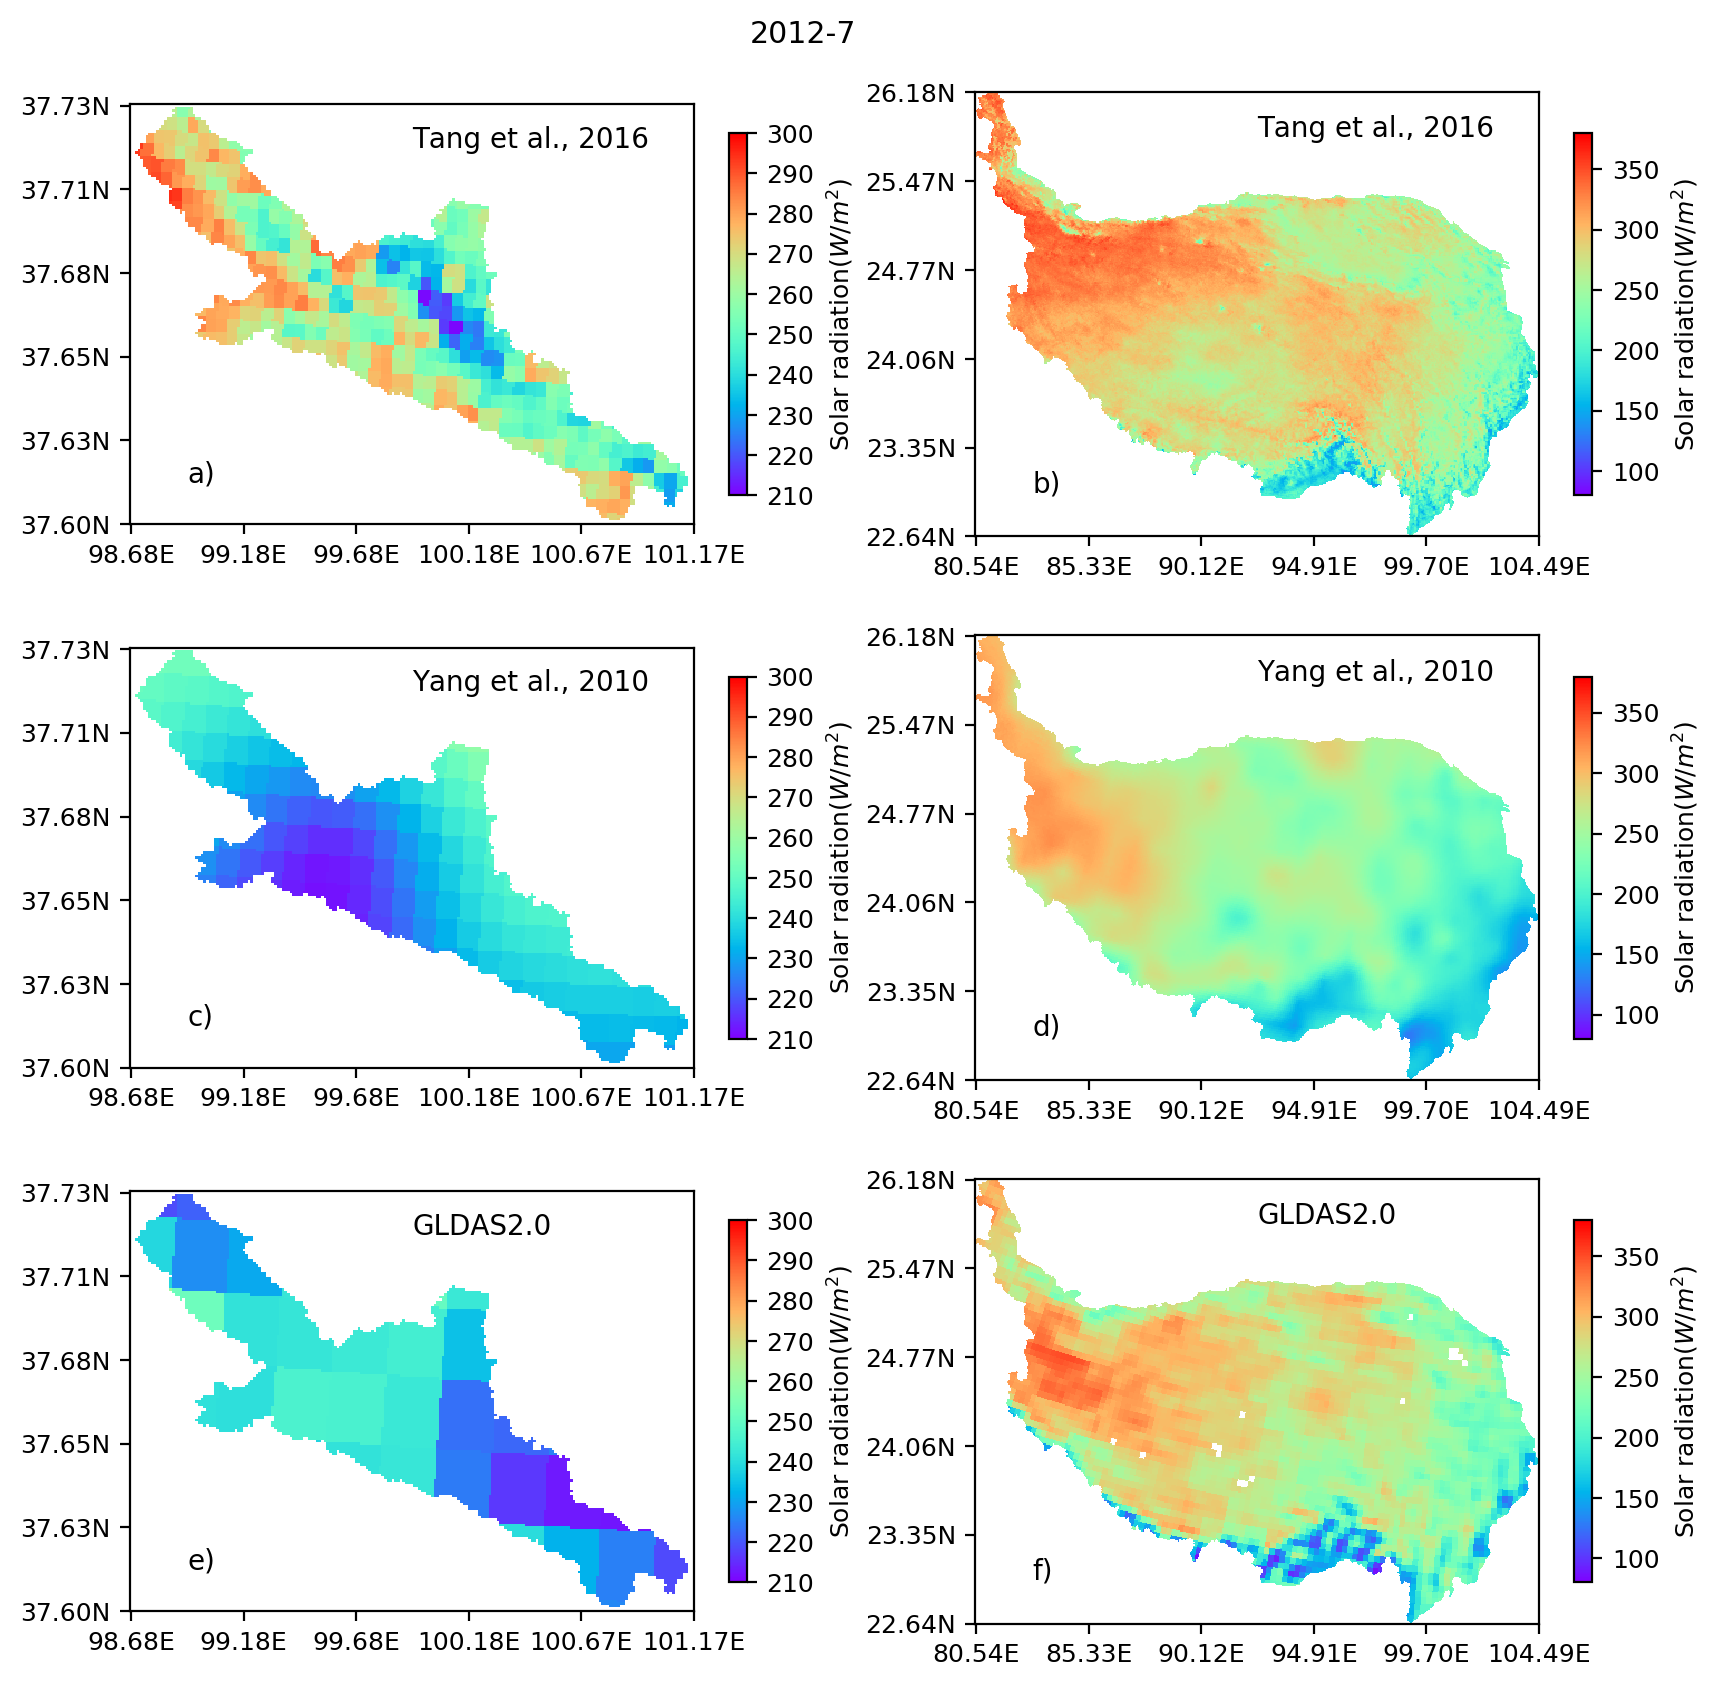 2012-7
37.73N
37.71N
37.68N
37.65N
37.63N
37.60N
98.68E 99.18E 99.68E 100.18E 100.67E 101.17E
Tang et al., 2016
a)
300
290
280
270
260
250
240
230
220
210
Solar radiation(W/m²)
26.18N
25.47N
24.77N
24.06N
23.35N
22.64N
80.54E 85.33E 90.12E 94.91E 99.70E 104.49E
Tang et al., 2016
b)
350
300
250
200
150
100
Solar radiation(W/m²)
37.73N
37.71N
37.68N
37.65N
37.63N
37.60N
98.68E 99.18E 99.68E 100.18E 100.67E 101.17E
Yang et al., 2010
c)
300
290
280
270
260
250
240
230
220
210
Solar radiation(W/m²)
26.18N
25.47N
24.77N
24.06N
23.35N
22.64N
80.54E 85.33E 90.12E 94.91E 99.70E 104.49E
Yang et al., 2010
d)
350
300
250
200
150
100
Solar radiation(W/m²)
37.73N
37.71N
37.68N
37.65N
37.63N
37.60N
98.68E 99.18E 99.68E 100.18E 100.67E 101.17E
GLDAS2.0
e)
300
290
280
270
260
250
240
230
220
210
Solar radiation(W/m²)
26.18N
25.47N
24.77N
24.06N
23.35N
22.64N
80.54E 85.33E 90.12E 94.91E 99.70E 104.49E
GLDAS2.0
f)
350
300
250
200
150
100
Solar radiation(W/m²)